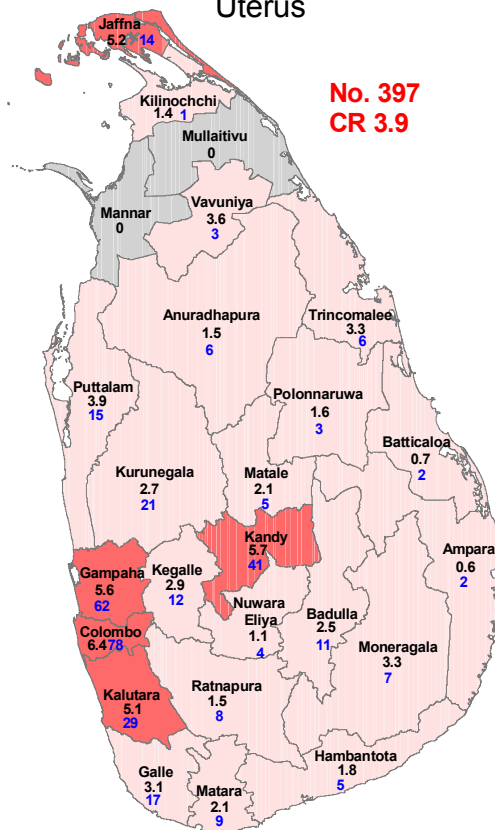 Uterus
Jaffna
5.2 14
No. 397
CR 3.9
Kilinochchi
1.4 1
Mullaitivu
0
Mannar
0
Vavuniya
3.6
3
Anuradhapura
1.5
6
Trincomalee
3.3
6
Puttalam
3.9
15
Polonnaruwa
1.6
3
Batticaloa
0.7
2
Kurunegala
2.7
21
Matale
2.1
5
Kandy
5.7
41
Ampara
0.6
2
Gampaha
5.6
62
Kegalle
2.9
12
Nuwara
Eliya
1.1
4
Badulla
2.5
11
Colombo
6.4 78
Moneragala
3.3
7
Kalutara
5.1
29
Ratnapura
1.5
8
Galle
3.1
17
Matara
2.1
9
Hambantota
1.8
5